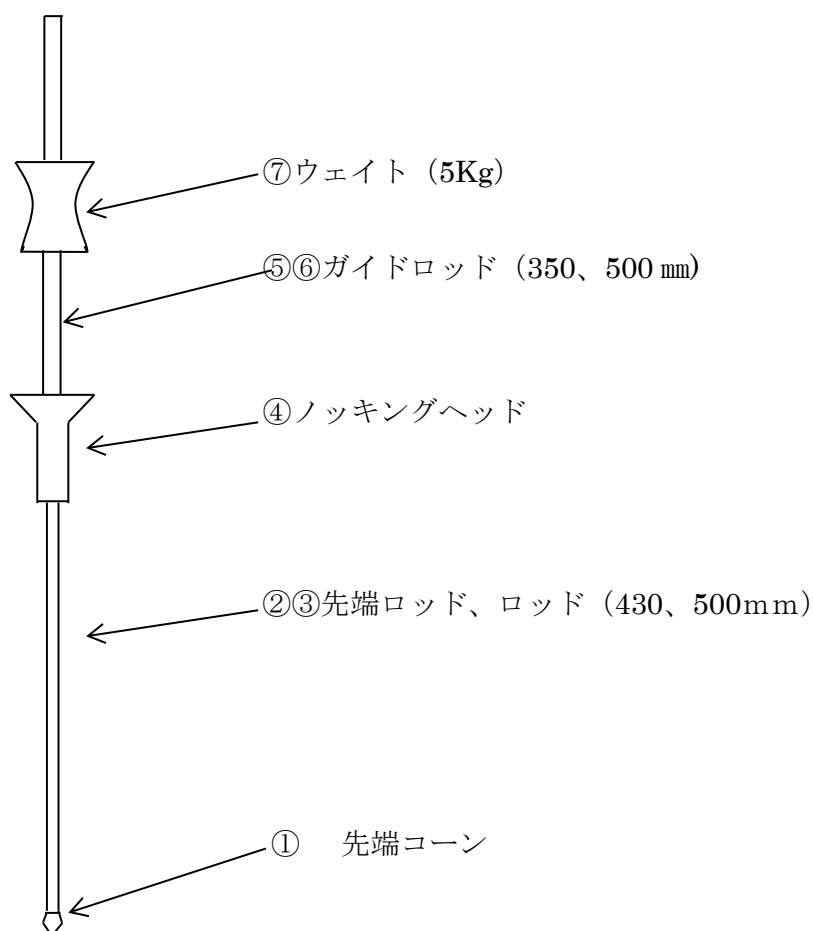 ⑦ウェイト（5Kg）
⑤⑥ガイドロッド（350、500 ㎜)
④ノッキングヘッド
②③先端ロッド、ロッド（430、500ｍｍ）
①　先端コーン